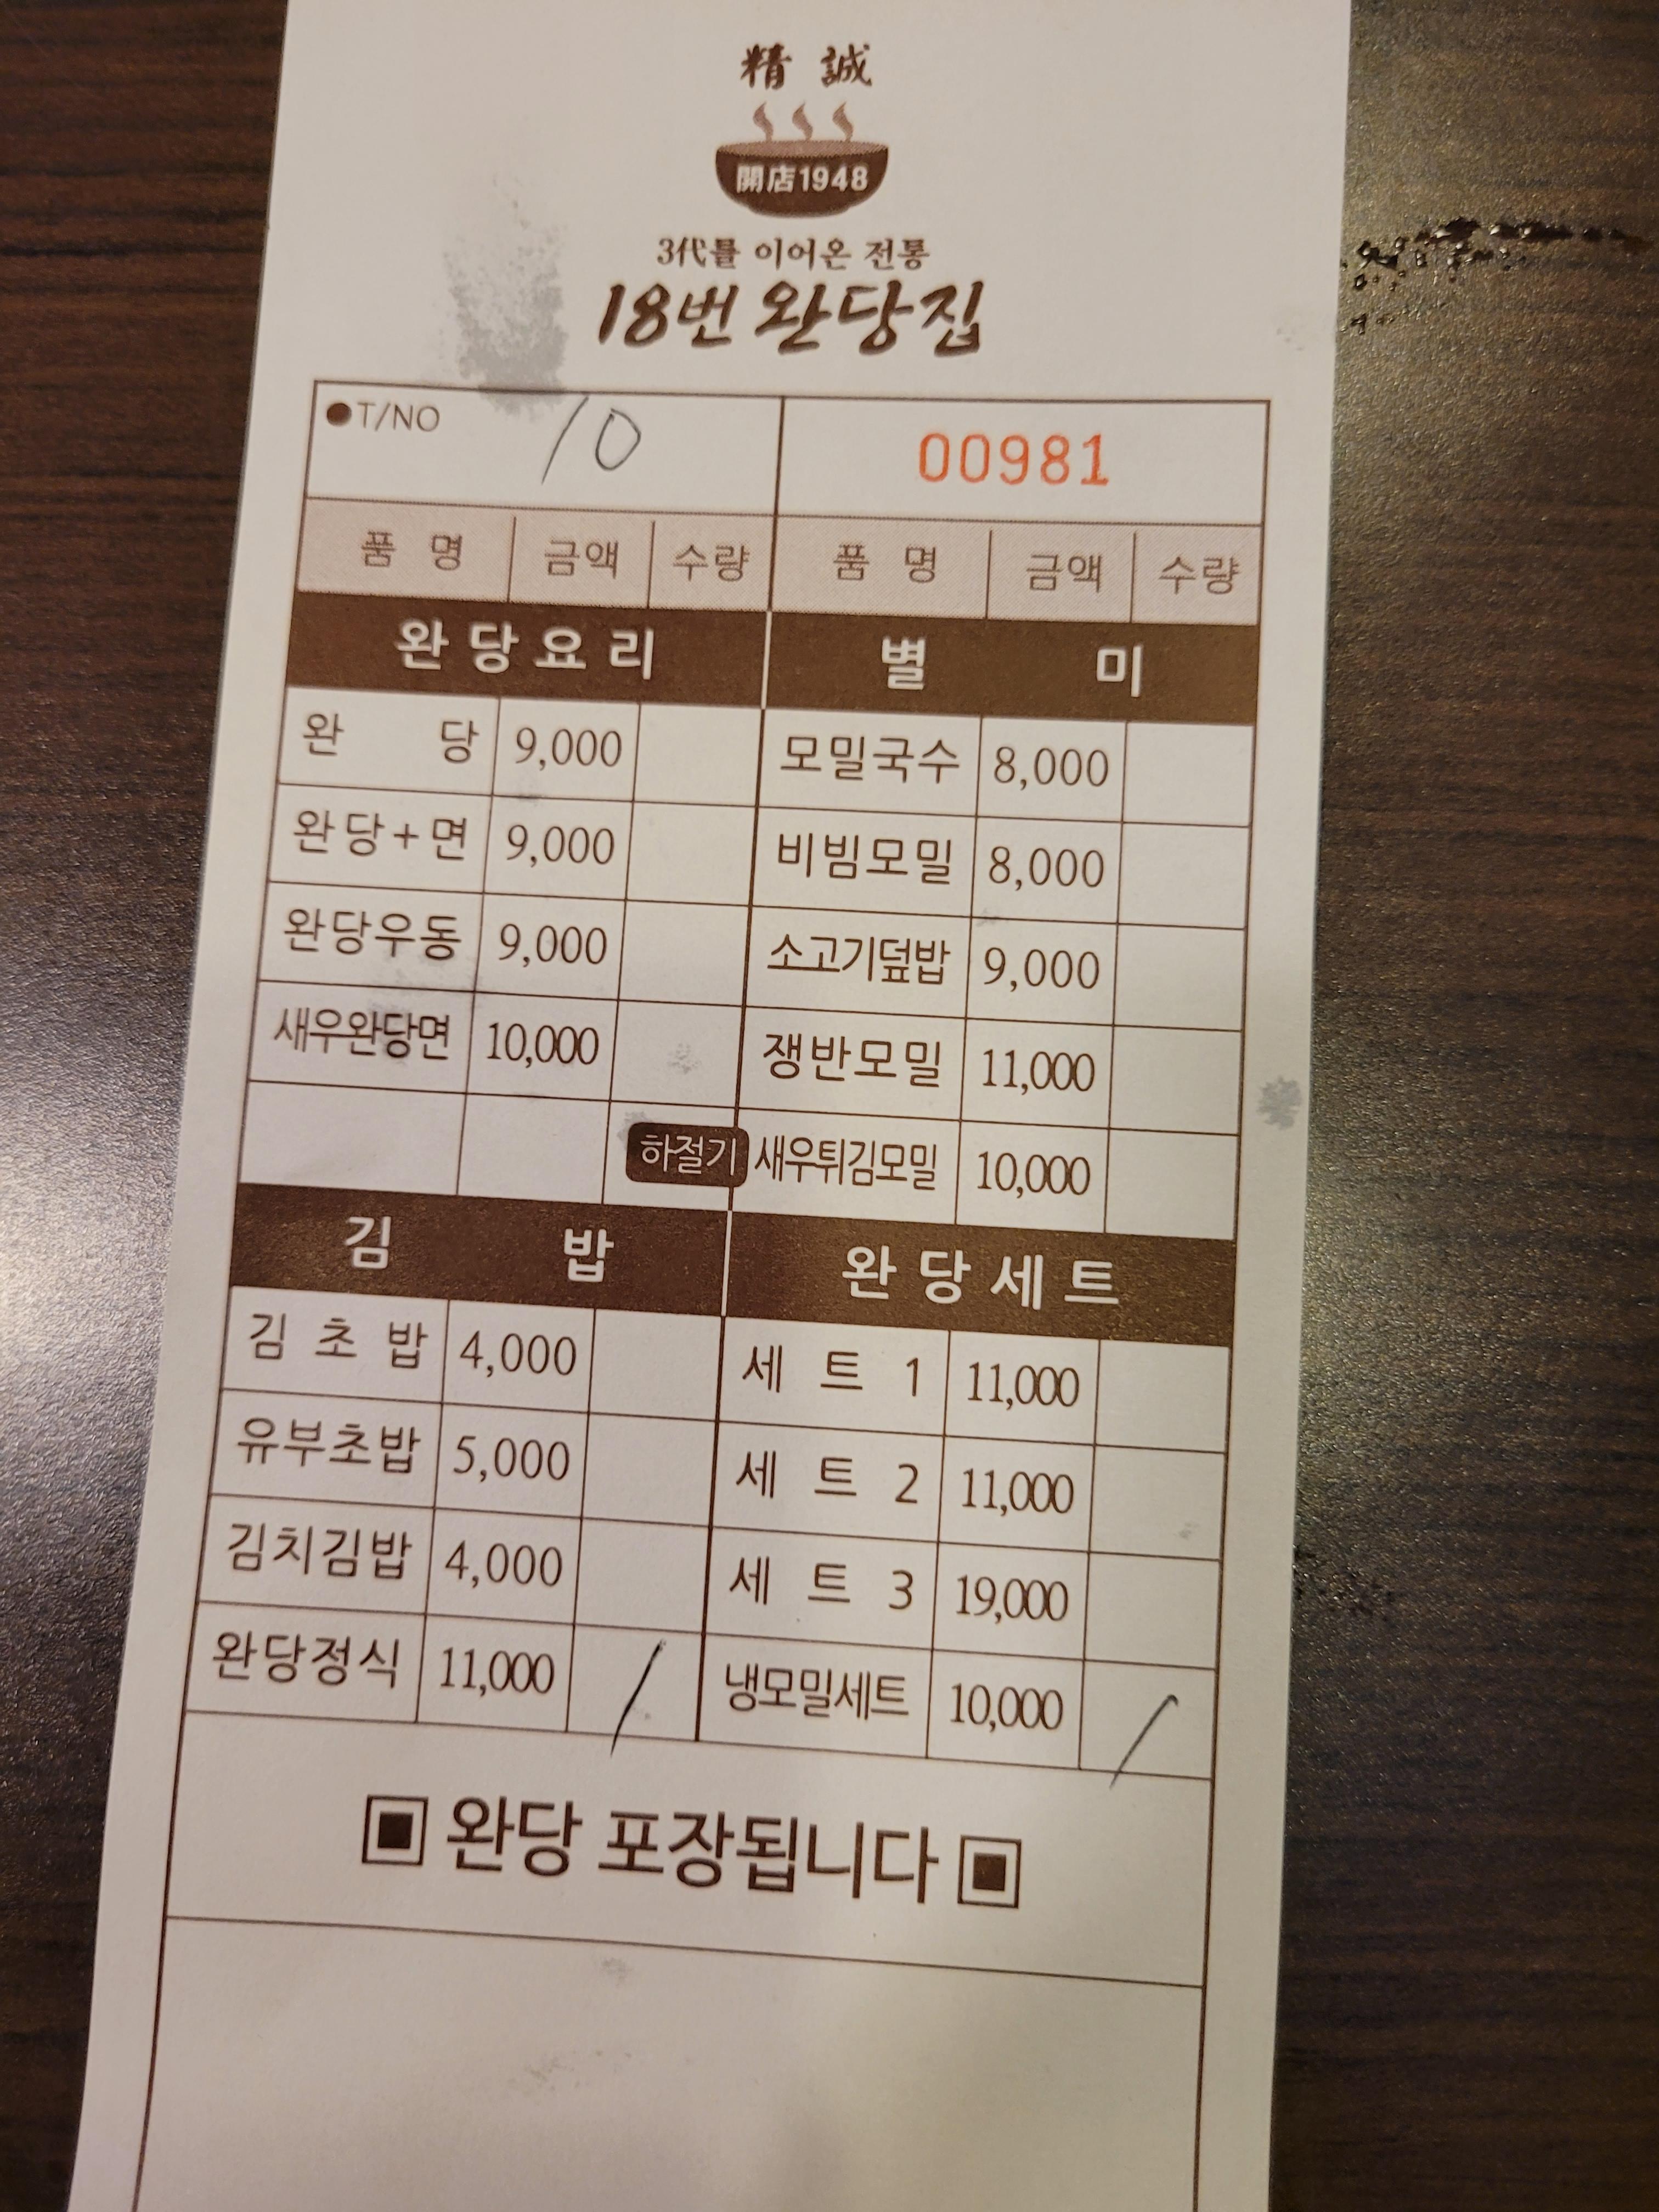 精 誠
開店1948
3代를 이어온 전통
18번 완당집
●T/NO 10 00981
품 명 금액 수량 품 명 금액 수량
완당요리 별 미
완 당 9,000 모밀국수 8,000
완당+면 9,000 비빔모밀 8,000
완당우동 9,000 소고기덮밥 9,000
새우완당면 10,000 쟁반모밀 11,000
하절기 새우튀김모밀 10,000
김 밥 완당세트
김 초 밥 4,000 세 트 1 11,000
유부초밥 5,000 세 트 2 11,000
김치김밥 4,000 세 트 3 19,000
완당정식 11,000 / 냉모밀세트 10,000 /
▣ 완당 포장됩니다 ▣